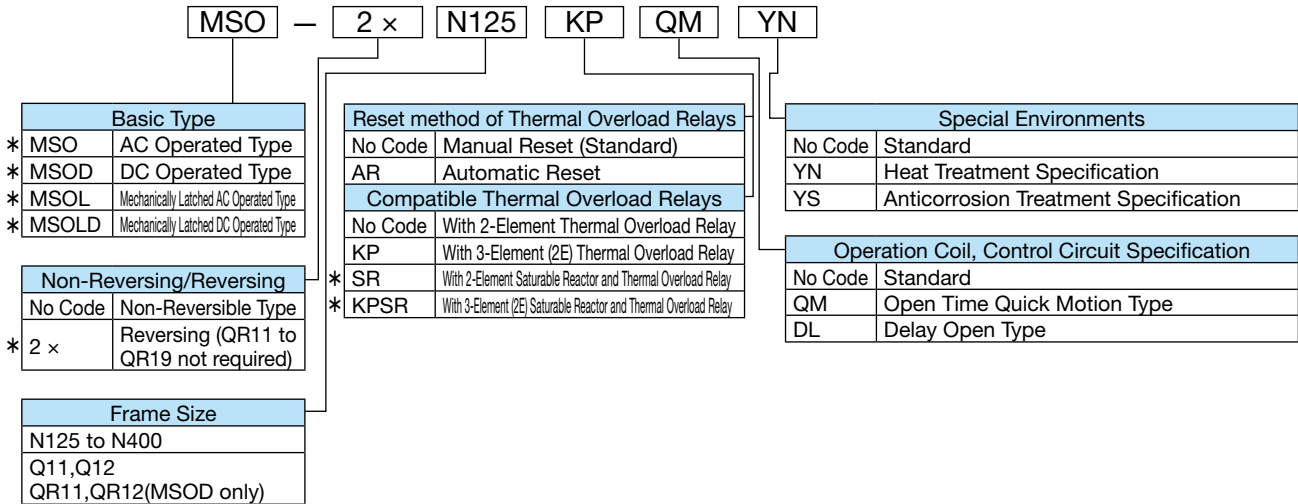 MSO — 2 × N125 KP QM YN
Basic Type
* MSO AC Operated Type
* MSOD DC Operated Type
* MSOL Mechanically Latched AC Operated Type
* MSOLD Mechanically Latched DC Operated Type
Non-Reversing/Reversing
No Code Non-Reversible Type
* 2 × Reversing (QR11 to
QR19 not required)
Frame Size
N125 to N400
Q11,Q12
QR11,QR12(MSOD only)
Reset method of Thermal Overload Relays
No Code Manual Reset (Standard)
AR Automatic Reset
Compatible Thermal Overload Relays
No Code With 2-Element Thermal Overload Relay
KP With 3-Element (2E) Thermal Overload Relay
* SR With 2-Element Saturable Reactor and Thermal Overload Relay
* KPSR With 3-Element (2E) Saturable Reactor and Thermal Overload Relay
Special Environments
No Code Standard
YN Heat Treatment Specification
YS Anticorrosion Treatment Specification
Operation Coil, Control Circuit Specification
No Code Standard
QM Open Time Quick Motion Type
DL Delay Open Type